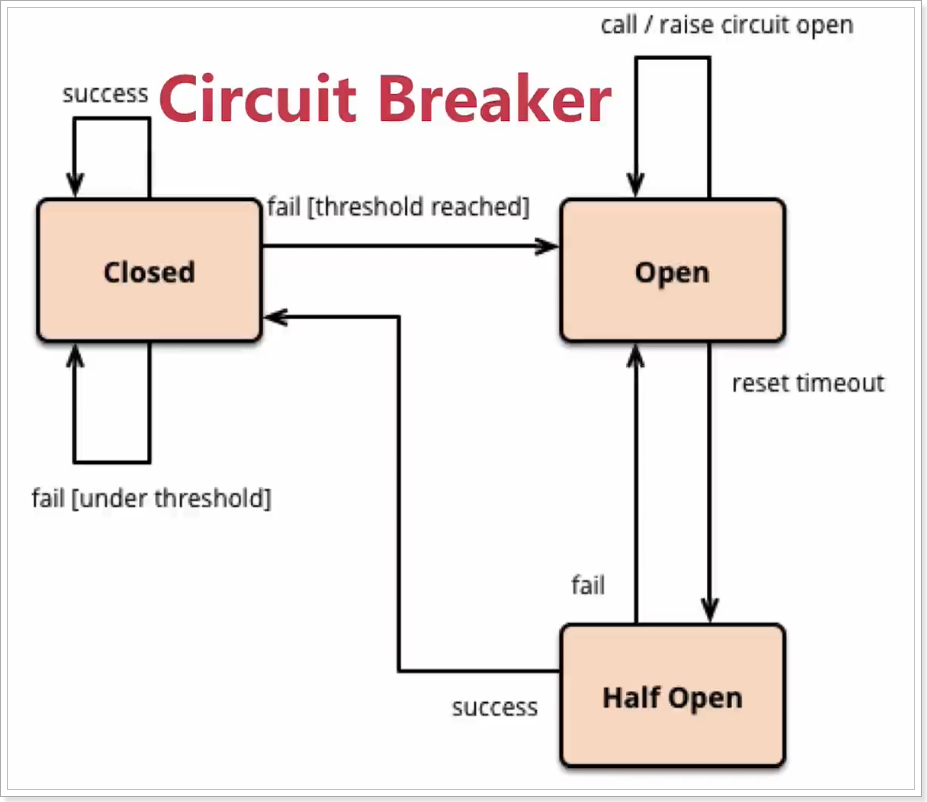 call / raise circuit open
success
Circuit Breaker
fail [threshold reached]
Closed
Open
reset timeout
fail [under threshold]
fail
Half Open
success